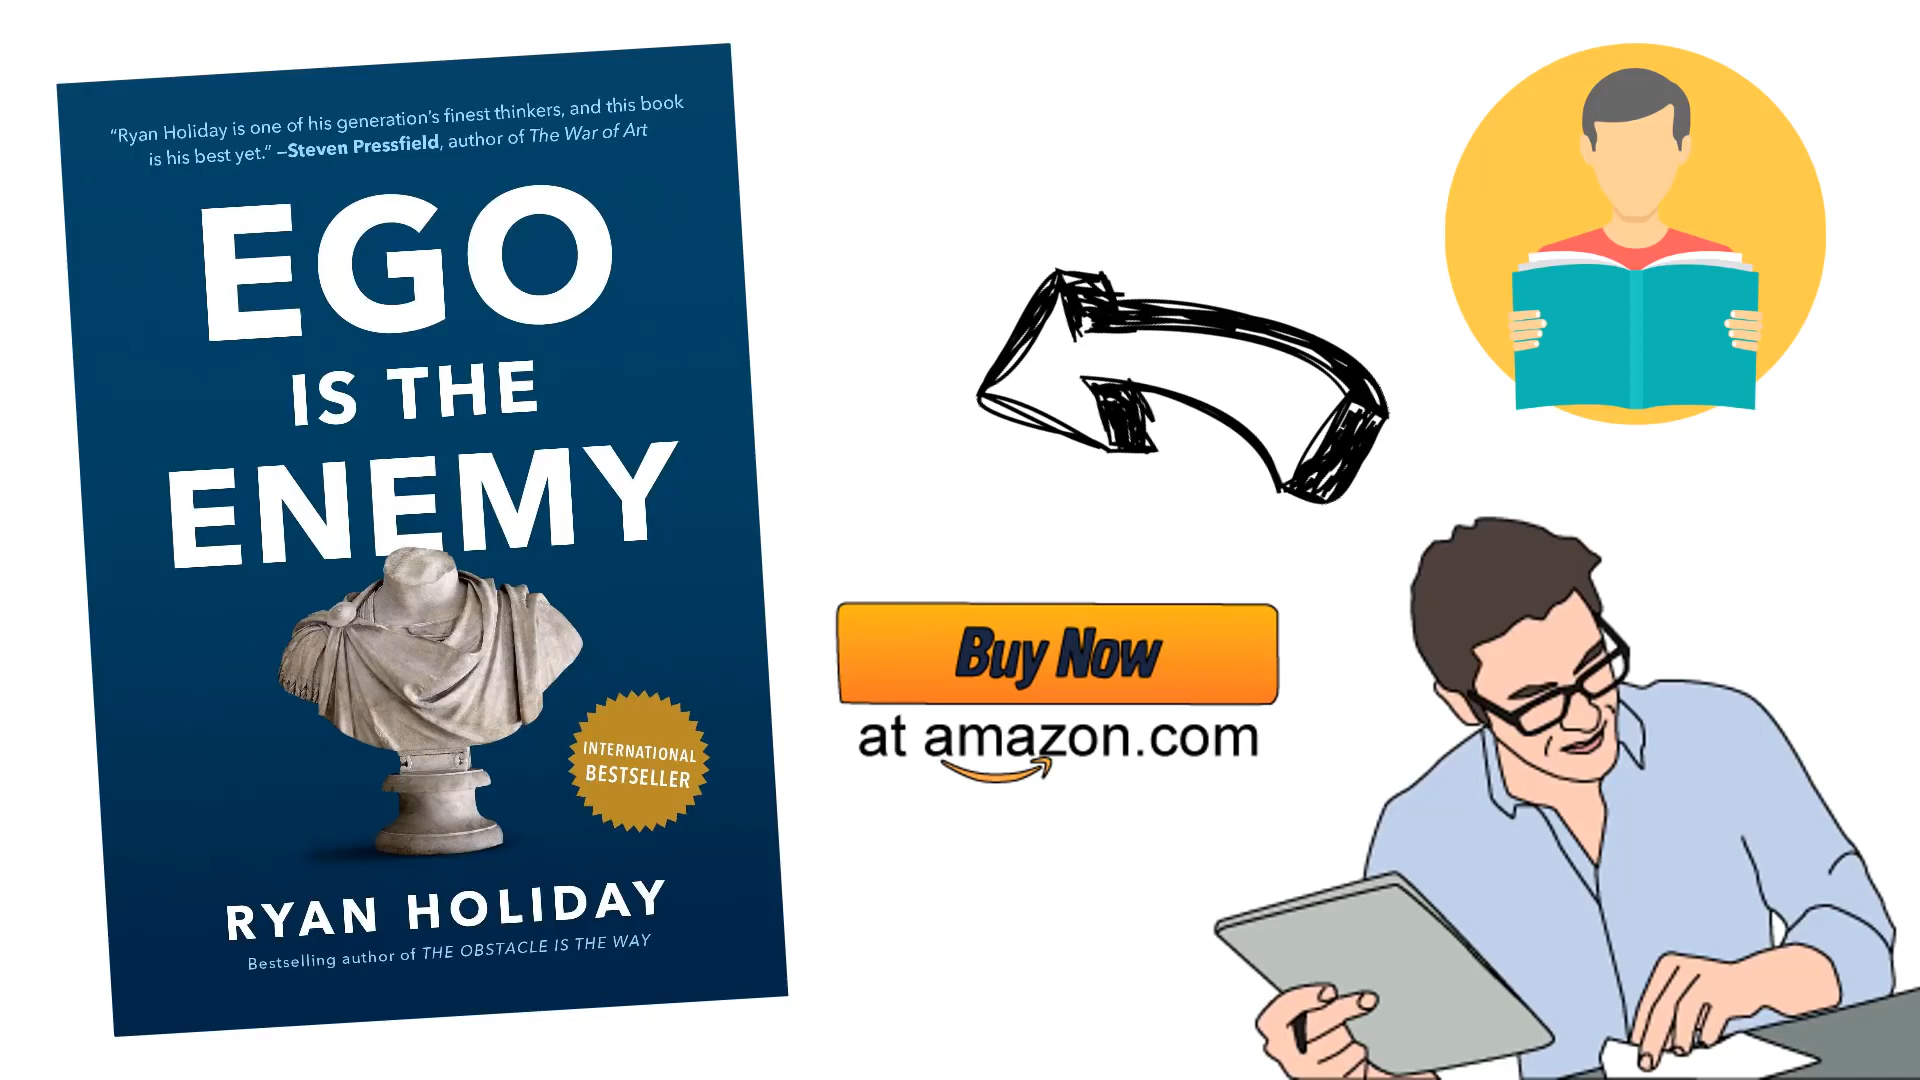 “Ryan Holiday is one of his generation’s finest thinkers, and this book
is his best yet.” –Steven Pressfield, author of The War of Art
EGO
IS THE
ENEMY
INTERNATIONAL
BESTSELLER
RYAN HOLIDAY
Bestselling author of THE OBSTACLE IS THE WAY
Buy Now
at amazon.com